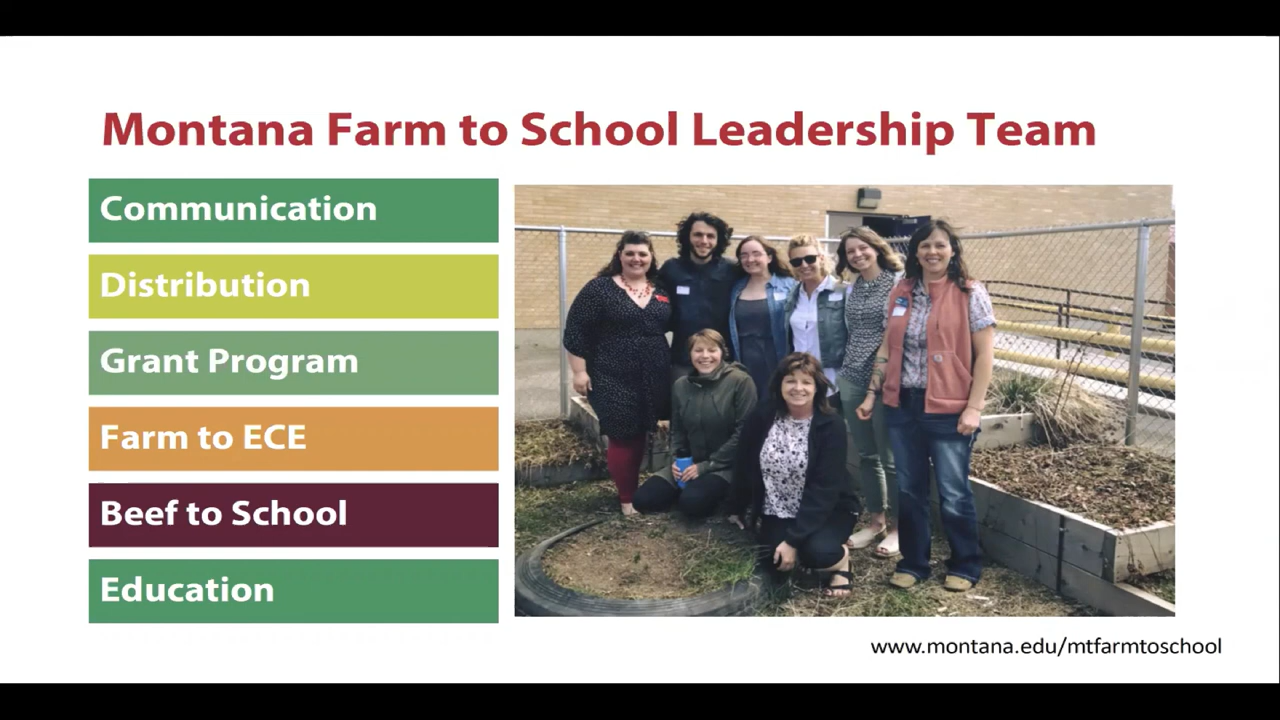 Montana Farm to School Leadership Team
Communication
Distribution
Grant Program
Farm to ECE
Beef to School
Education
www.montana.edu/mtfarmtoschool